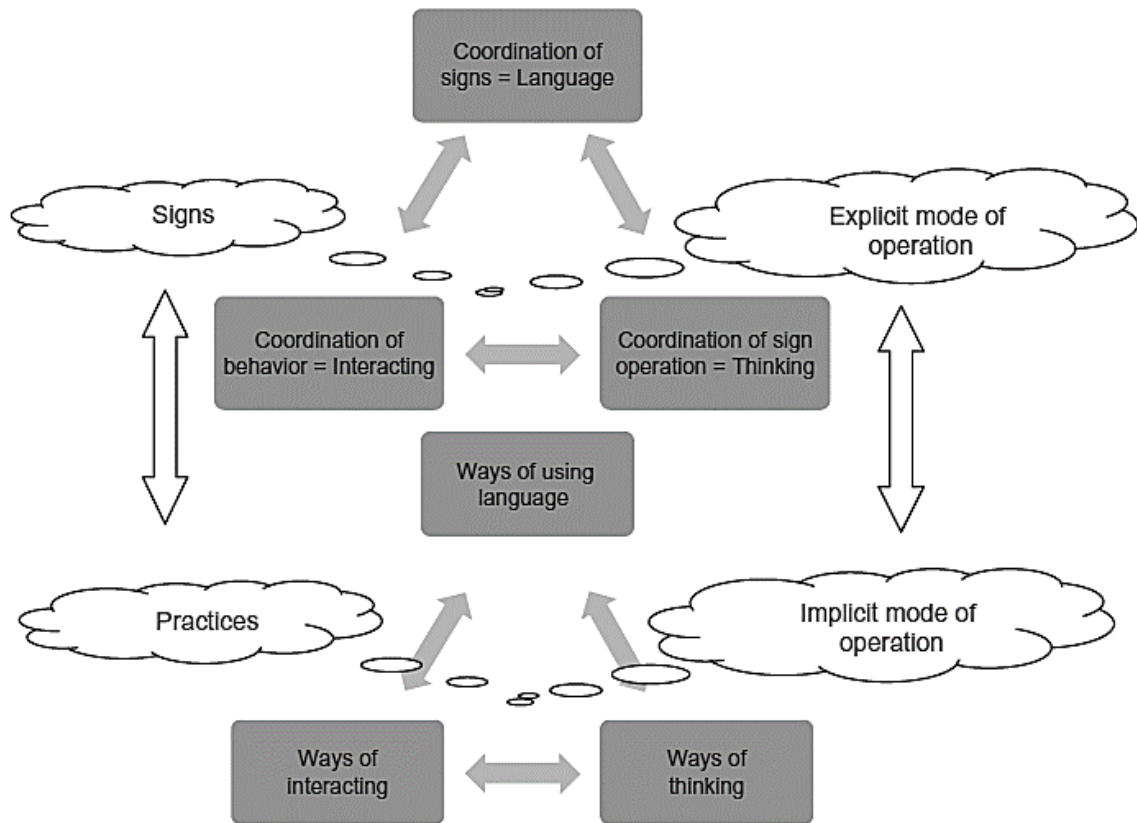 Coordination of
signs = Language
Signs
Explicit mode of
operation
Coordination of
behavior = Interacting
Coordination of sign
operation = Thinking
Ways of using
language
Practices
Implicit mode of
operation
Ways of
interacting
Ways of
thinking